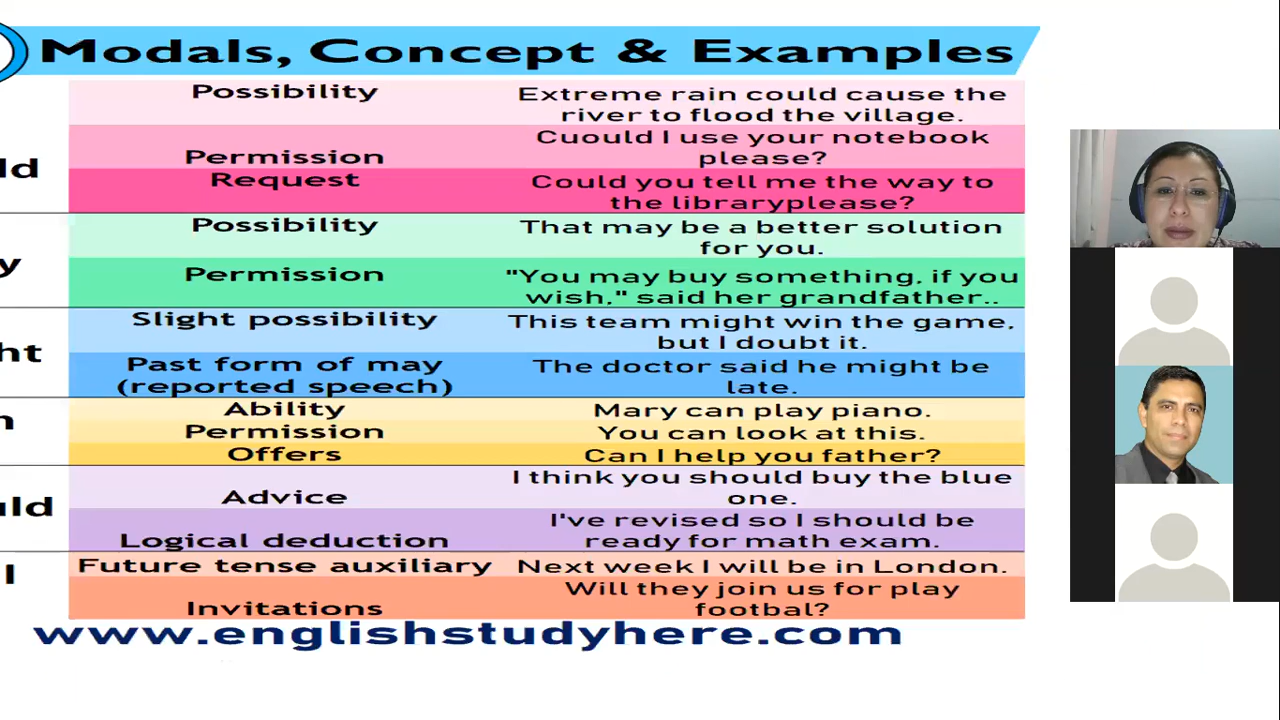 Modals, Concept & Examples
Possibility
Extreme rain could cause the
river to flood the village.
ld
Permission
Cuould I use your notebook
please?
Request
Could you tell me the way to
the libraryplease?
Possibility
That may be a better solution
for you.
y
Permission
"You may buy something, if you
wish," said her grandfather..
ht
Slight possibility
This team might win the game,
but I doubt it.
Past form of may
(reported speech)
The doctor said he might be
late.
n
Ability
Mary can play piano.
Permission
You can look at this.
Offers
Can I help you father?
uld
Advice
I think you should buy the blue
one.
Logical deduction
I've revised so I should be
ready for math exam.
l
Future tense auxiliary
Next week I will be in London.
Invitations
Will they join us for play
footbal?
www.englishstudyhere.com